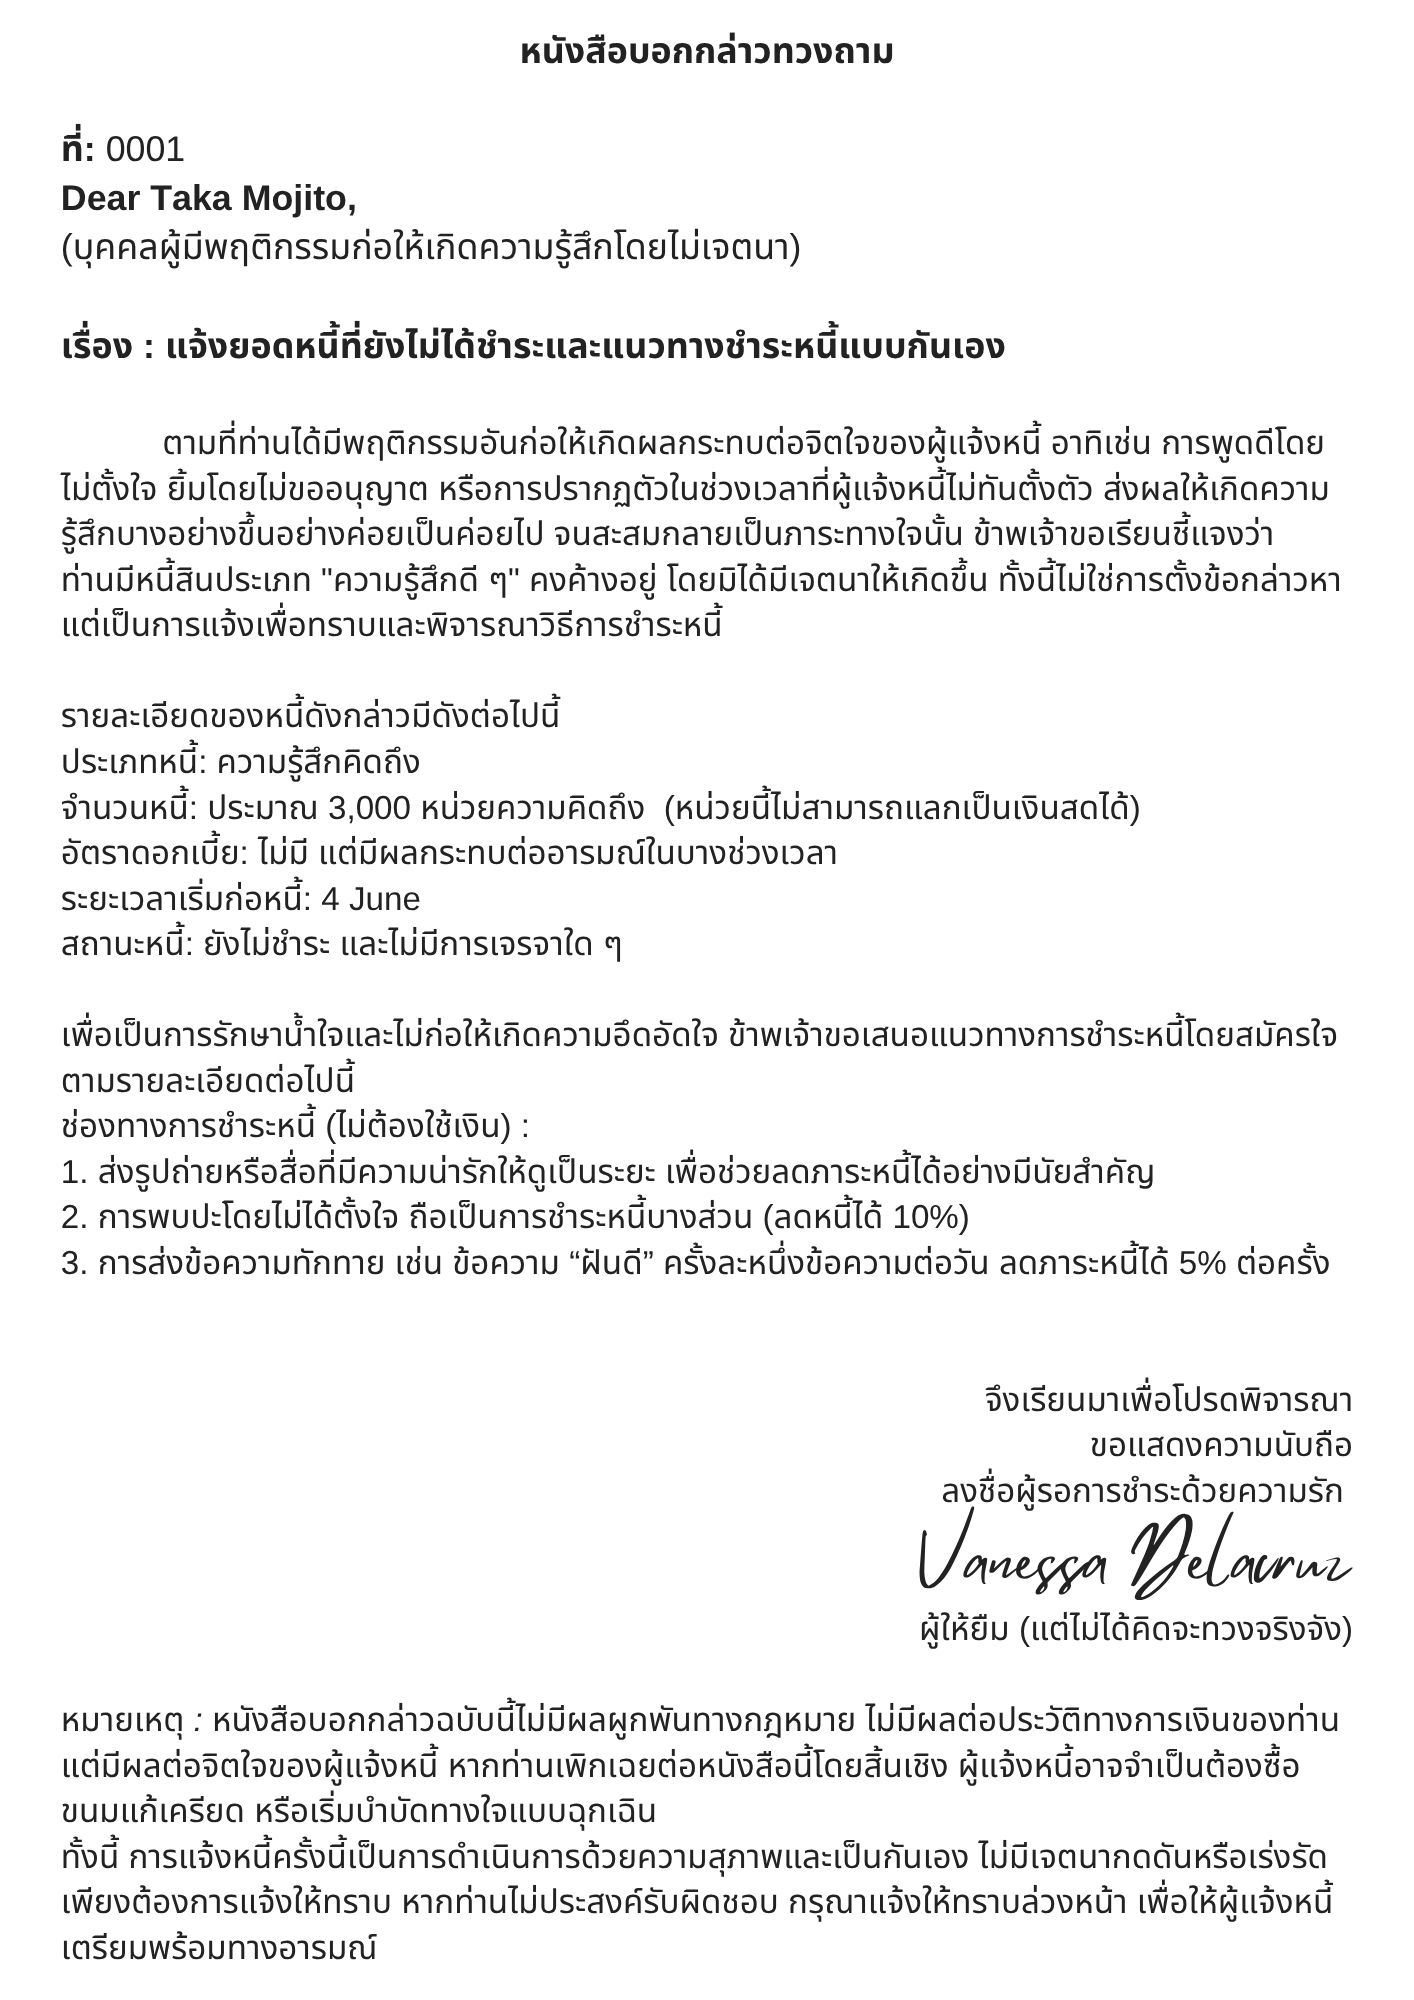 หนังสือบอกกล่าวทวงถาม
ที่: 0001
Dear Taka Mojito,
(บุคคลผู้มีพฤติกรรมก่อให้เกิดความรู้สึกโดยไม่เจตนา)
เรื่อง : แจ้งยอดหนี้ที่ยังไม่ได้ชำระและแนวทางชำระหนี้แบบกันเอง
ตามที่ท่านได้มีพฤติกรรมอันก่อให้เกิดผลกระทบต่อจิตใจของผู้แจ้งหนี้ อาทิเช่น การพูดดีโดย
ไม่ตั้งใจ ยิ้มโดยไม่ขออนุญาต หรือการปรากฏตัวในช่วงเวลาที่ผู้แจ้งหนี้ไม่ทันตั้งตัว ส่งผลให้เกิดความ
รู้สึกบางอย่างขึ้นอย่างค่อยเป็นค่อยไป จนสะสมกลายเป็นภาระทางใจนั้น ข้าพเจ้าขอเรียนชี้แจงว่า
ท่านมีหนี้สินประเภท "ความรู้สึกดี ๆ" คงค้างอยู่ โดยมิได้มีเจตนาให้เกิดขึ้น ทั้งนี้ไม่ใช่การตั้งข้อกล่าวหา
แต่เป็นการแจ้งเพื่อทราบและพิจารณาวิธีการชำระหนี้
รายละเอียดของหนี้ดังกล่าวมีดังต่อไปนี้
ประเภทหนี้: ความรู้สึกคิดถึง
จำนวนหนี้: ประมาณ 3,000 หน่วยความคิดถึง  (หน่วยนี้ไม่สามารถแลกเป็นเงินสดได้)
อัตราดอกเบี้ย: ไม่มี แต่มีผลกระทบต่ออารมณ์ในบางช่วงเวลา
ระยะเวลาเริ่มก่อหนี้: 4 June
สถานะหนี้: ยังไม่ชำระ และไม่มีการเจรจาใด ๆ
เพื่อเป็นการรักษาน้ำใจและไม่ก่อให้เกิดความอึดอัดใจ ข้าพเจ้าขอเสนอแนวทางการชำระหนี้โดยสมัครใจ
ตามรายละเอียดต่อไปนี้
ช่องทางการชำระหนี้ (ไม่ต้องใช้เงิน) :
1. ส่งรูปถ่ายหรือสื่อที่มีความน่ารักให้ดูเป็นระยะ เพื่อช่วยลดภาระหนี้ได้อย่างมีนัยสำคัญ
2. การพบปะโดยไม่ได้ตั้งใจ ถือเป็นการชำระหนี้บางส่วน (ลดหนี้ได้ 10%)
3. การส่งข้อความทักทาย เช่น ข้อความ “ฝันดี” ครั้งละหนึ่งข้อความต่อวัน ลดภาระหนี้ได้ 5% ต่อครั้ง
จึงเรียนมาเพื่อโปรดพิจารณา
ขอแสดงความนับถือ
ลงชื่อผู้รอการชำระด้วยความรัก
Vanessa Delacruz
ผู้ให้ยืม (แต่ไม่ได้คิดจะทวงจริงจัง)
หมายเหตุ : หนังสือบอกกล่าวฉบับนี้ไม่มีผลผูกพันทางกฎหมาย ไม่มีผลต่อประวัติทางการเงินของท่าน
แต่มีผลต่อจิตใจของผู้แจ้งหนี้ หากท่านเพิกเฉยต่อหนังสือนี้โดยสิ้นเชิง ผู้แจ้งหนี้อาจจำเป็นต้องซื้อ
ขนมแก้เครียด หรือเริ่มบำบัดทางใจแบบฉุกเฉิน
ทั้งนี้ การแจ้งหนี้ครั้งนี้เป็นการดำเนินการด้วยความสุภาพและเป็นกันเอง ไม่มีเจตนากดดันหรือเร่งรัด
เพียงต้องการแจ้งให้ทราบ หากท่านไม่ประสงค์รับผิดชอบ กรุณาแจ้งให้ทราบล่วงหน้า เพื่อให้ผู้แจ้งหนี้
เตรียมพร้อมทางอารมณ์